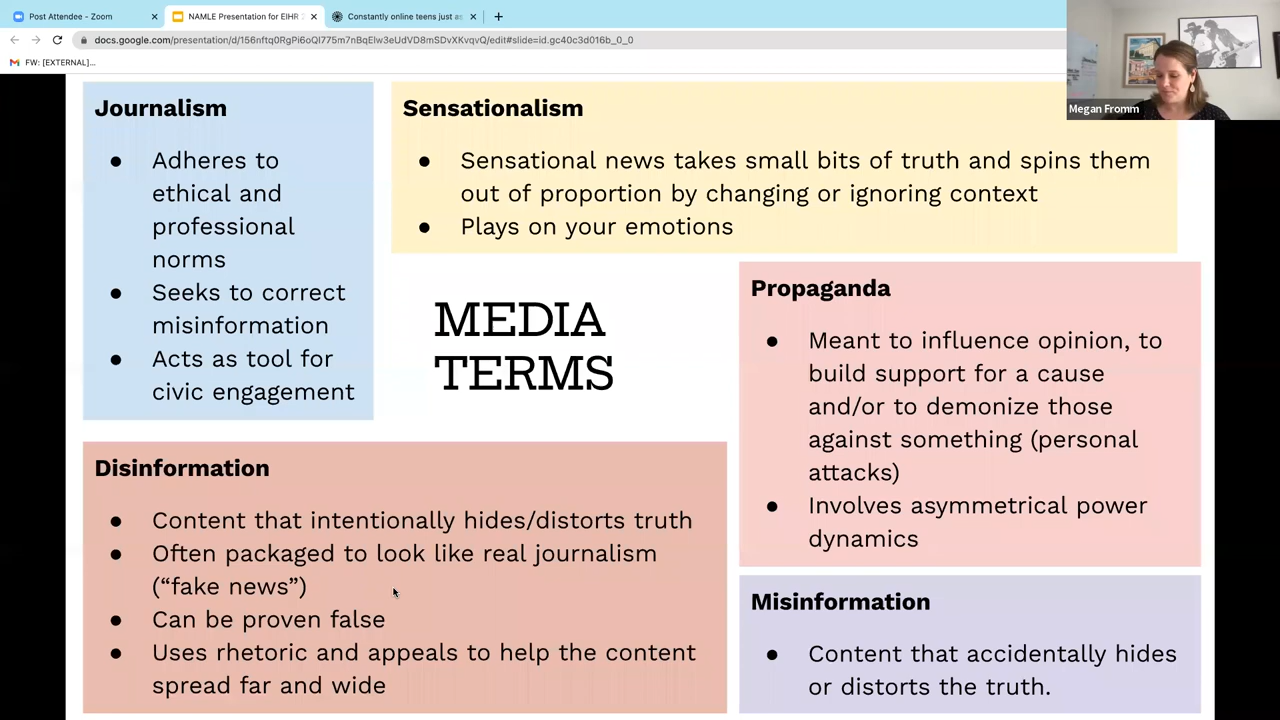 Post Attendee - Zoom
NAMLE Presentation for EIHR
Constantly online teens just as
docs.google.com/presentation/d/156nftq0RgPi6oQI775m7nBqElw3eUdVD8mSDvXKvqvQ/edit#slide=id.gc40c3d016b_0_0
FW: [EXTERNAL]...
Megan Fromm
Journalism
● Adheres to
ethical and
professional
norms
● Seeks to correct
misinformation
● Acts as tool for
civic engagement
Sensationalism
● Sensational news takes small bits of truth and spins them
out of proportion by changing or ignoring context
● Plays on your emotions
MEDIA
TERMS
Propaganda
● Meant to influence opinion, to
build support for a cause
and/or to demonize those
against something (personal
attacks)
● Involves asymmetrical power
dynamics
Disinformation
● Content that intentionally hides/distorts truth
● Often packaged to look like real journalism
(“fake news”)
● Can be proven false
● Uses rhetoric and appeals to help the content
spread far and wide
Misinformation
● Content that accidentally hides
or distorts the truth.